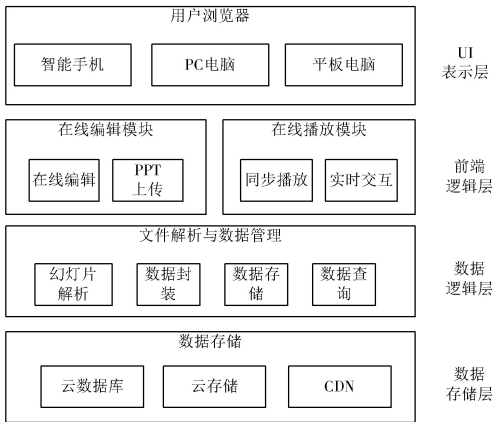 用户浏览器
智能手机
PC电脑
平板电脑
UI
表示层
在线编辑模块
在线编辑
PPT
上传
在线播放模块
同步播放
实时交互
前端
逻辑层
文件解析与数据管理
幻灯片
解析
数据封
装
数据存
储
数据查
询
数据
逻辑层
数据存储
云数据库
云存储
CDN
数据
存储层